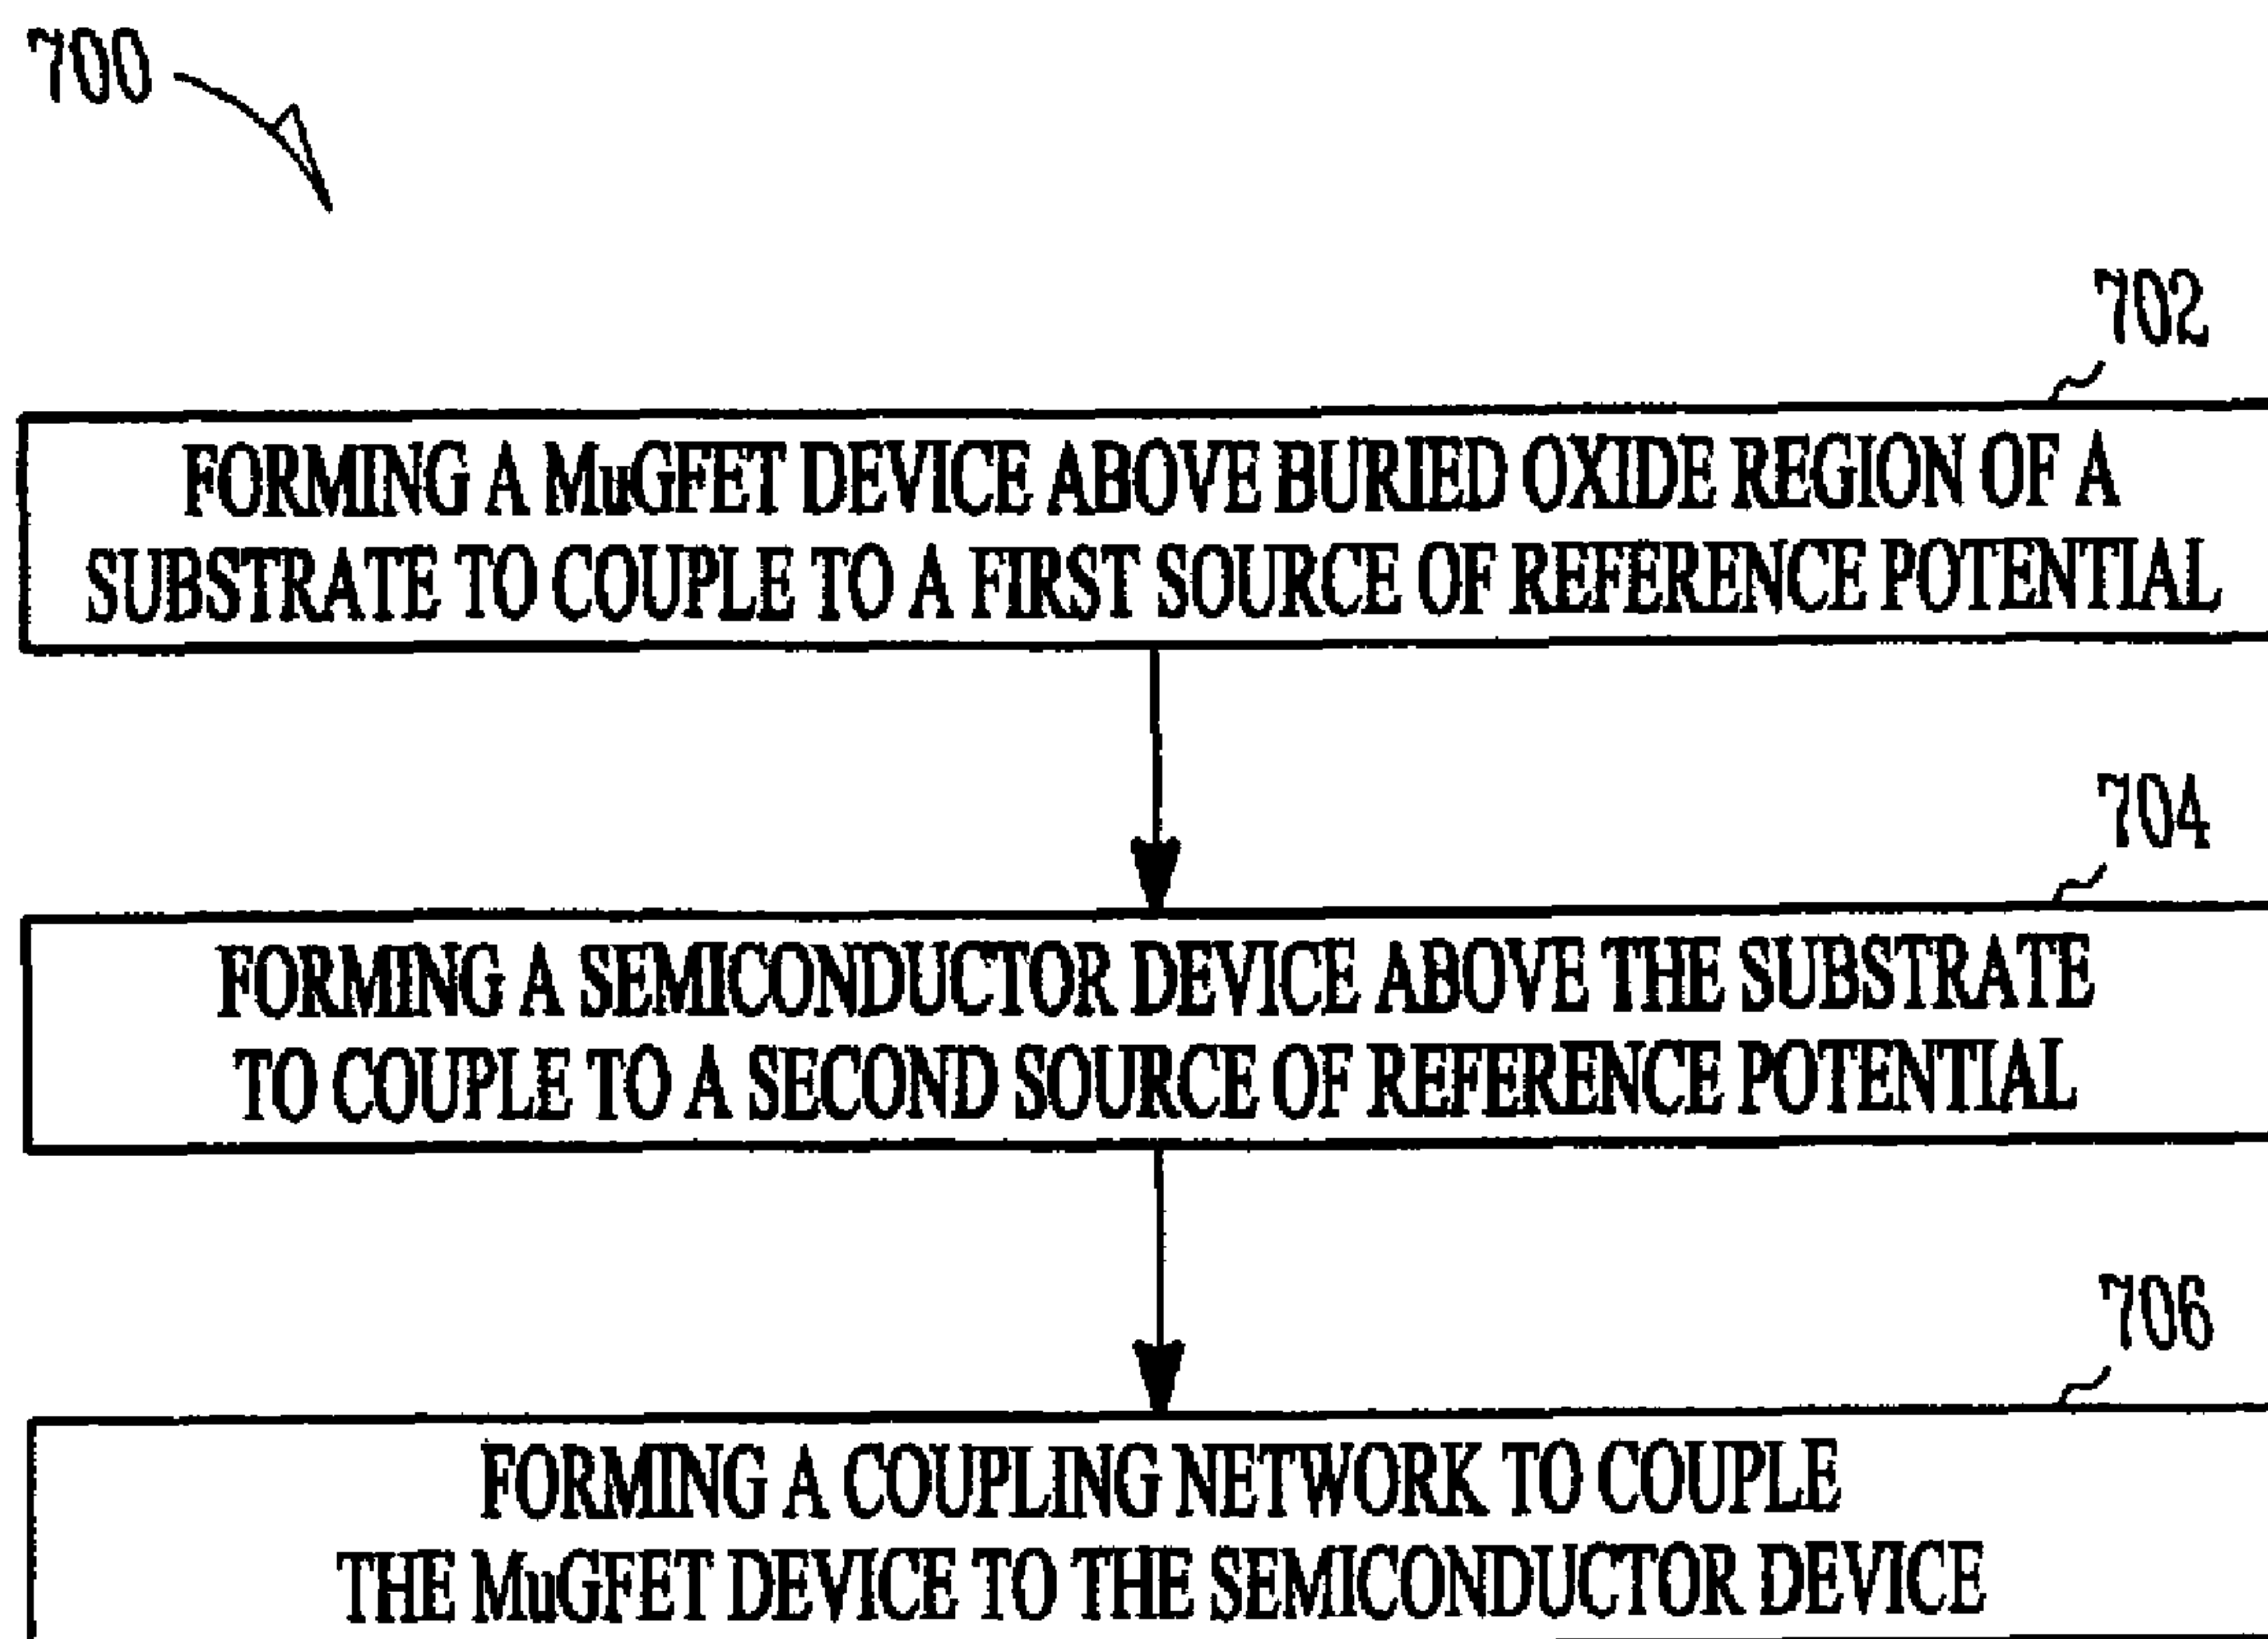 700
702
FORMING A MuGFET DEVICE ABOVE BURIED OXIDE REGION OF A
SUBSTRATE TO COUPLE TO A FIRST SOURCE OF REFERENCE POTENTIAL
704
FORMING A SEMICONDUCTOR DEVICE ABOVE THE SUBSTRATE
TO COUPLE TO A SECOND SOURCE OF REFERENCE POTENTIAL
706
FORMING A COUPLING NETWORK TO COUPLE
THE MuGFET DEVICE TO THE SEMICONDUCTOR DEVICE